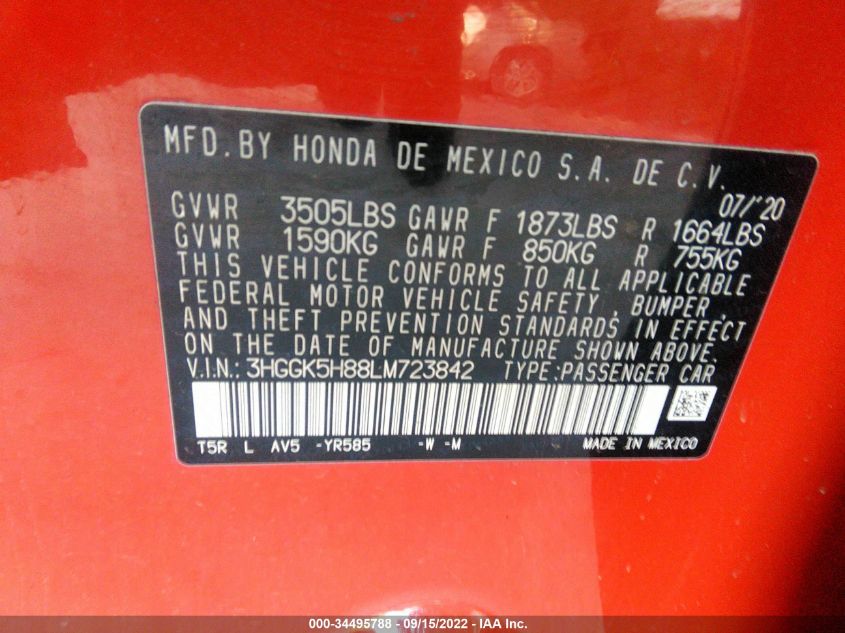 MFD.BY HONDA DE MEXICO S.A. DE C.V.
07/'20
GVWR 3505LBS GAWR F 1873LBS R 1664LBS
GVWR 1590KG GAWR F 850KG R 755KG
THIS VEHICLE CONFORMS TO ALL APPLICABLE
FEDERAL MOTOR VEHICLE SAFETY, BUMPER,
AND THEFT PREVENTION STANDARDS IN EFFECT
ON THE DATE OF MANUFACTURE SHOWN ABOVE.
V.I.N.: 3HGGK5H88LM723842 TYPE:PASSENGER CAR
T5R L AV5 -YR585 -W -M MADE IN MEXICO
000-34495788 - 09/15/2022 - IAA Inc.